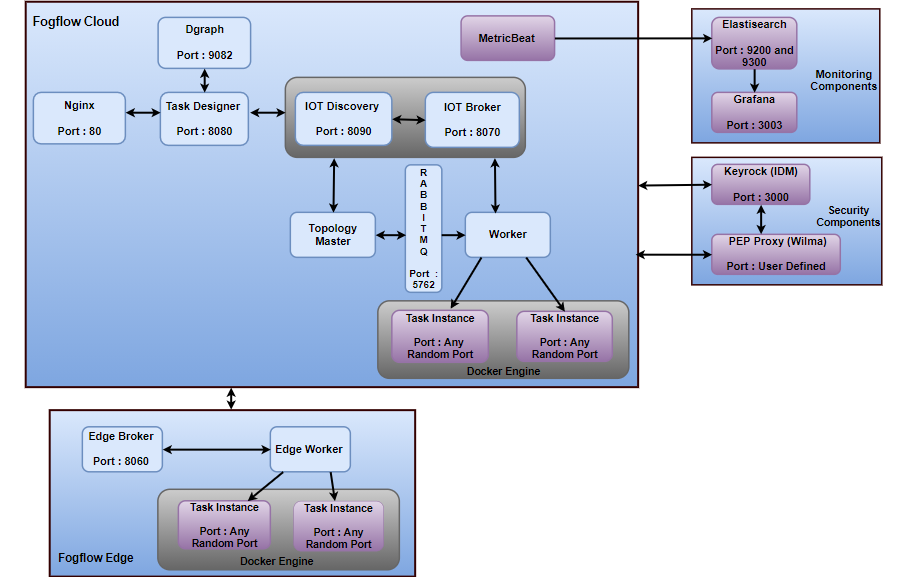 Fogflow Cloud
Dgraph
Port : 9082
Nginx
Port : 80
Task Designer
Port : 8080
IOT Discovery
Port : 8090
IOT Broker
Port : 8070
MetricBeat
Topology
Master
R
A
B
B
I
T
M
Q
Port :
5762
Worker
Task Instance
Port : Any
Random Port
Task Instance
Port : Any
Random Port
Docker Engine
Elastisearch
Port : 9200 and
9300
Grafana
Port : 3003
Monitoring
Components
Keyrock (IDM)
Port : 3000
PEP Proxy (Wilma)
Port : User Defined
Security
Components
Edge Broker
Port : 8060
Edge Worker
Task Instance
Port : Any
Random Port
Task Instance
Port : Any
Random Port
Docker Engine
Fogflow Edge